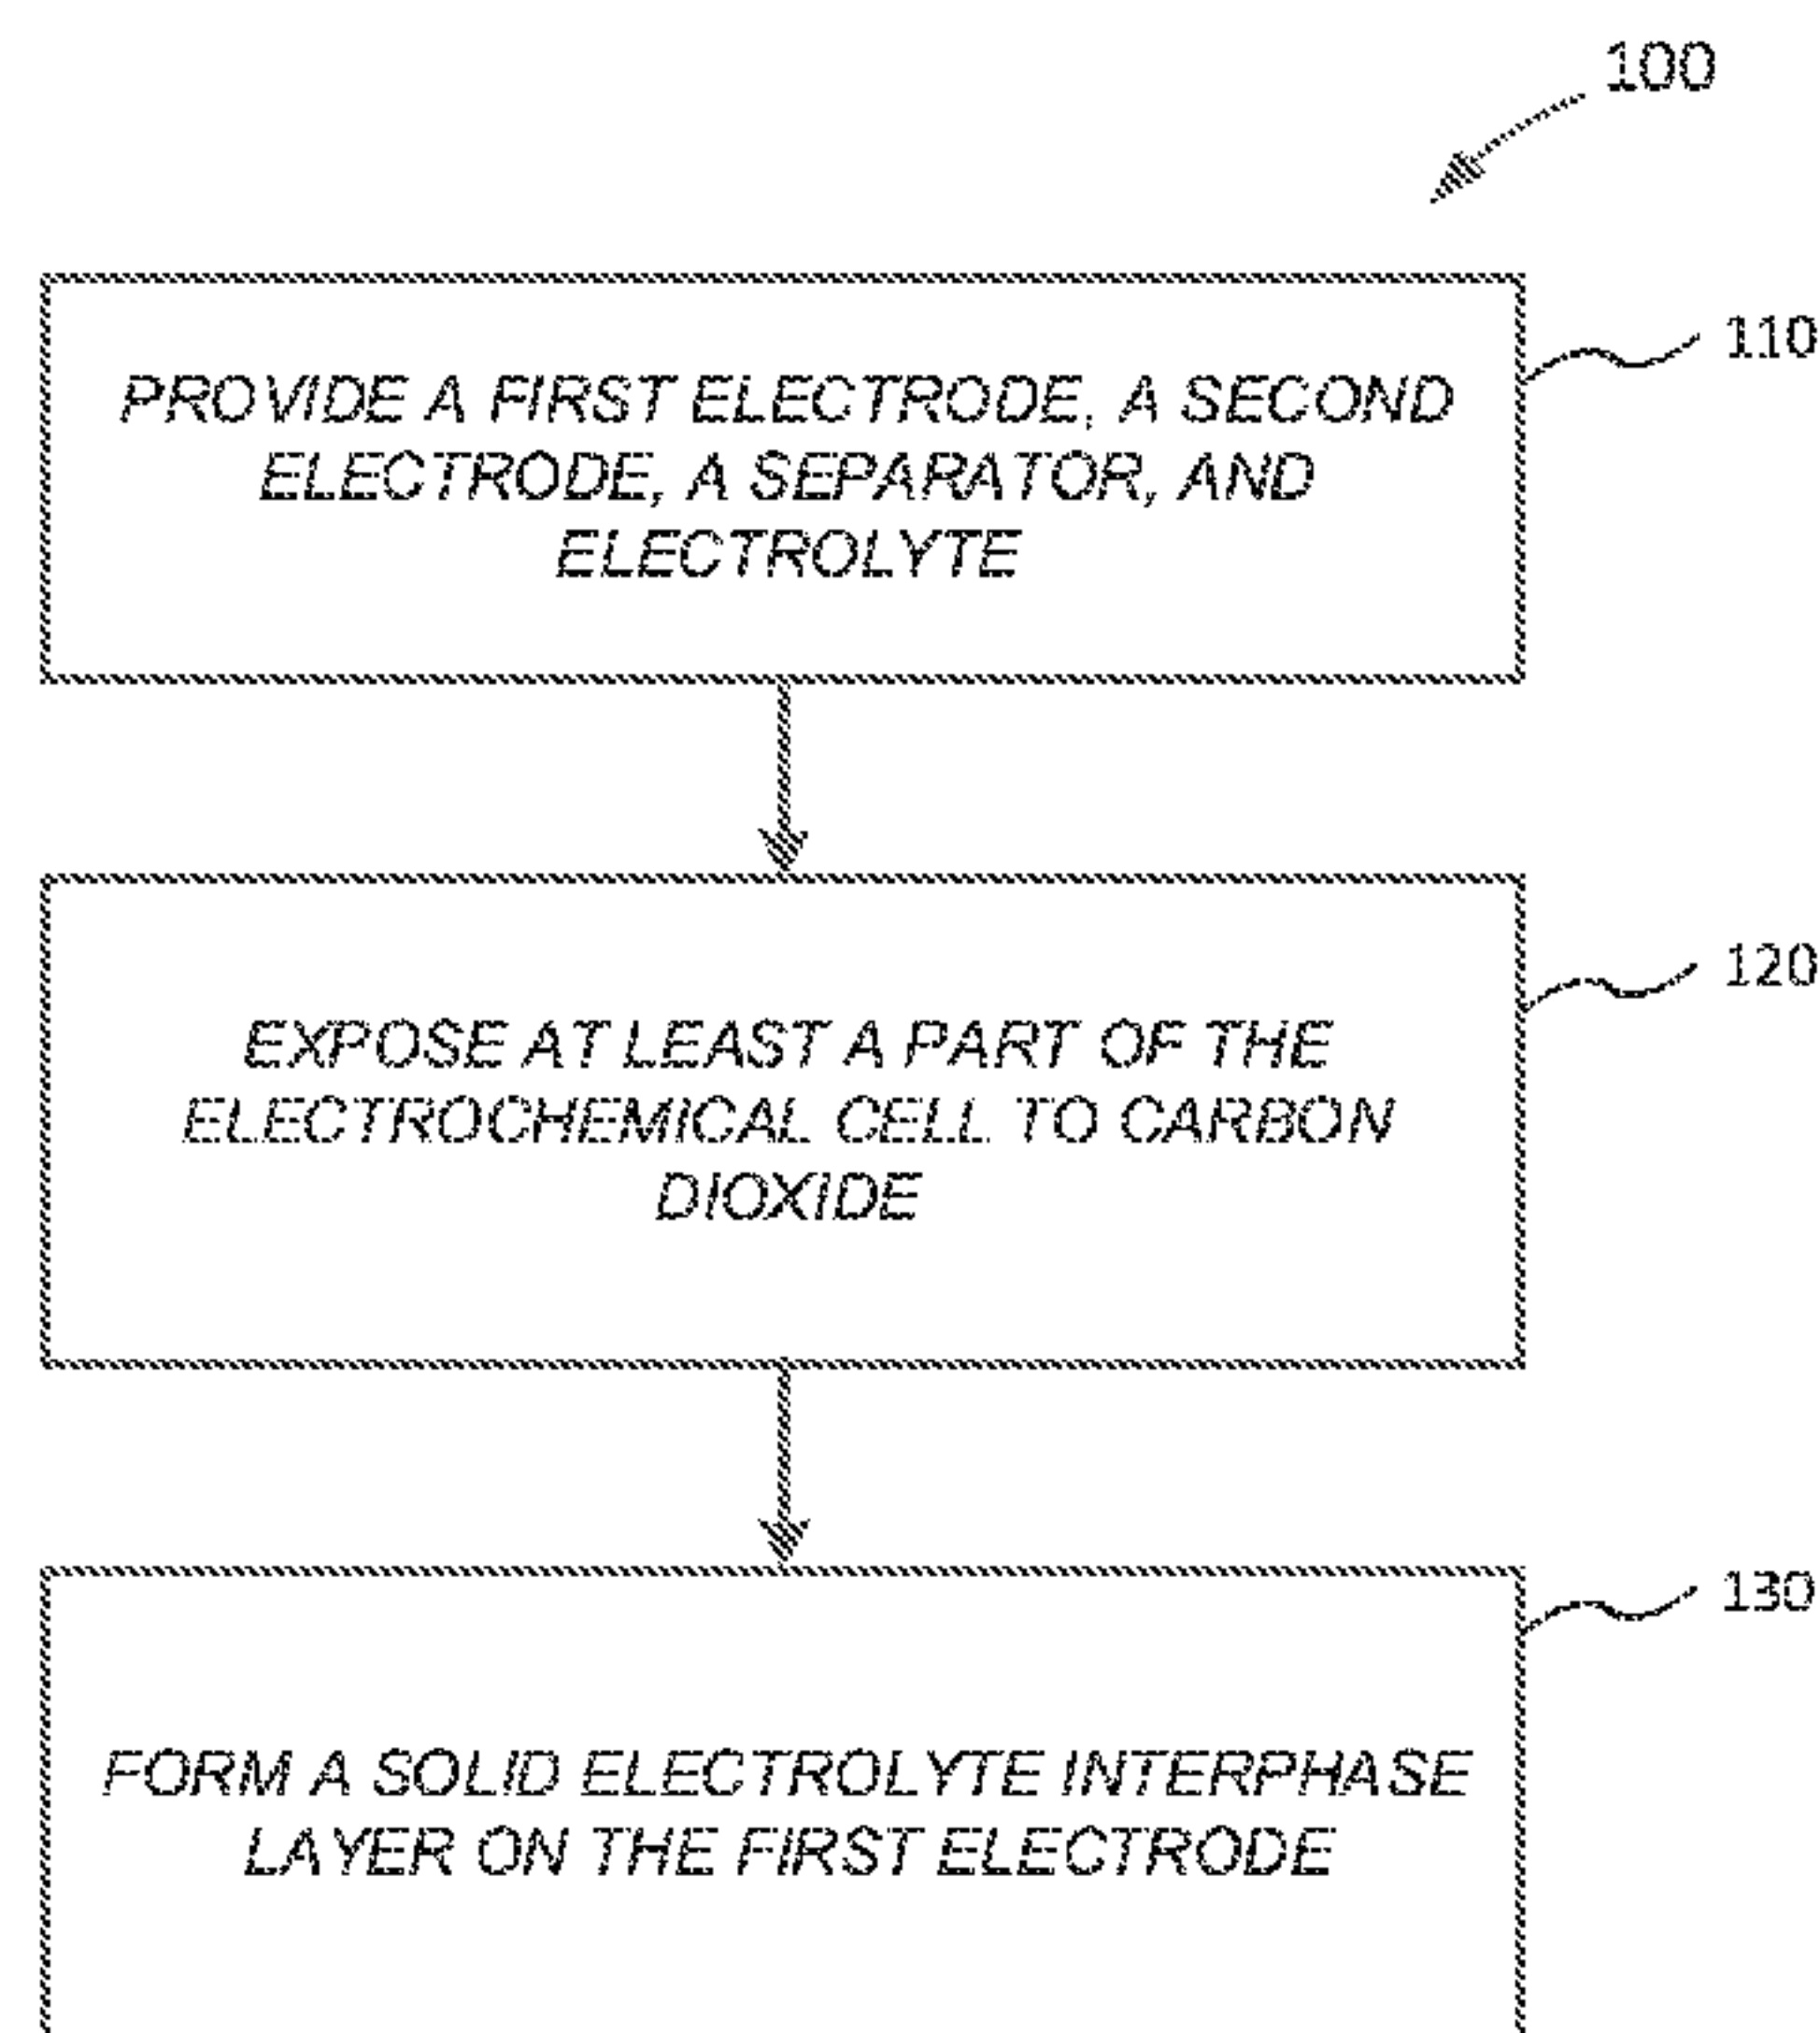 100
110
PROVIDE A FIRST ELECTRODE, A SECOND
ELECTRODE, A SEPARATOR, AND
ELECTROLYTE
120
EXPOSE AT LEAST A PART OF THE
ELECTROCHEMICAL CELL TO CARBON
DIOXIDE
130
FORM A SOLID ELECTROLYTE INTERPHASE
LAYER ON THE FIRST ELECTRODE